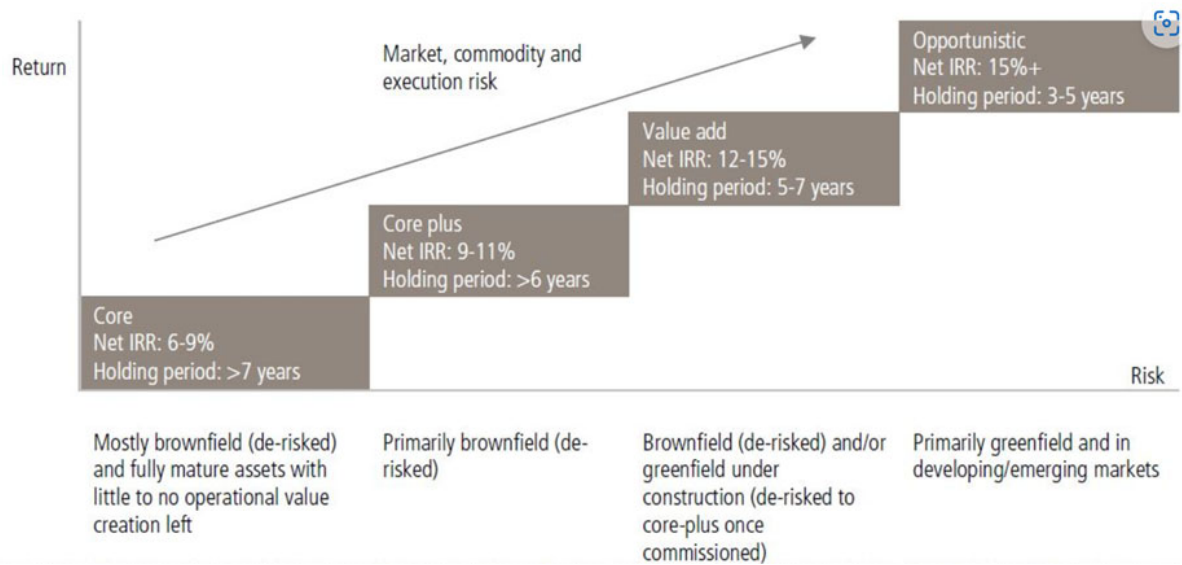 Return
Market, commodity and
execution risk
Opportunistic
Net IRR: 15%+
Holding period: 3-5 years
Value add
Net IRR: 12-15%
Holding period: 5-7 years
Core plus
Net IRR: 9-11%
Holding period: >6 years
Core
Net IRR: 6-9%
Holding period: >7 years
Risk
Mostly brownfield (de-risked)
and fully mature assets with
little to no operational value
creation left
Primarily brownfield (de-
risked)
Brownfield (de-risked) and/or
greenfield under
construction (de-risked to
core-plus once
commissioned)
Primarily greenfield and in
developing/emerging markets